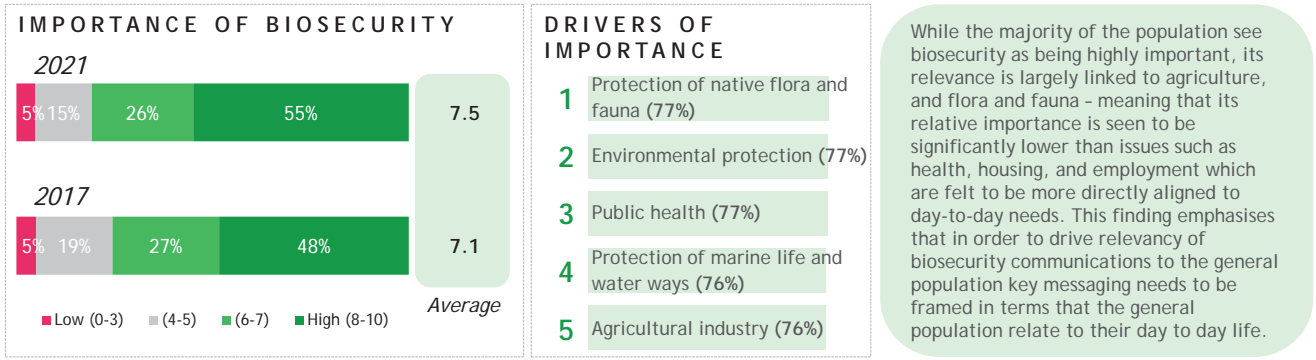 IMPORTANCE OF BIOSECURITY
2021
5% 15% 26% 55% 7.5
2017
5% 19% 27% 48% 7.1
Low (0-3) (4-5) (6-7) High (8-10)
Average
DRIVERS OF
IMPORTANCE
1 Protection of native flora and
fauna (77%)
2 Environmental protection (77%)
3 Public health (77%)
4 Protection of marine life and
water ways (76%)
5 Agricultural industry (76%)
While the majority of the population see
biosecurity as being highly important, its
relevance is largely linked to agriculture,
and flora and fauna – meaning that its
relative importance is seen to be
significantly lower than issues such as
health, housing, and employment which
are felt to be more directly aligned to
day-to-day needs. This finding emphasises
that in order to drive relevancy of
biosecurity communications to the general
population key messaging needs to be
framed in terms that the general
population relate to their day to day life.